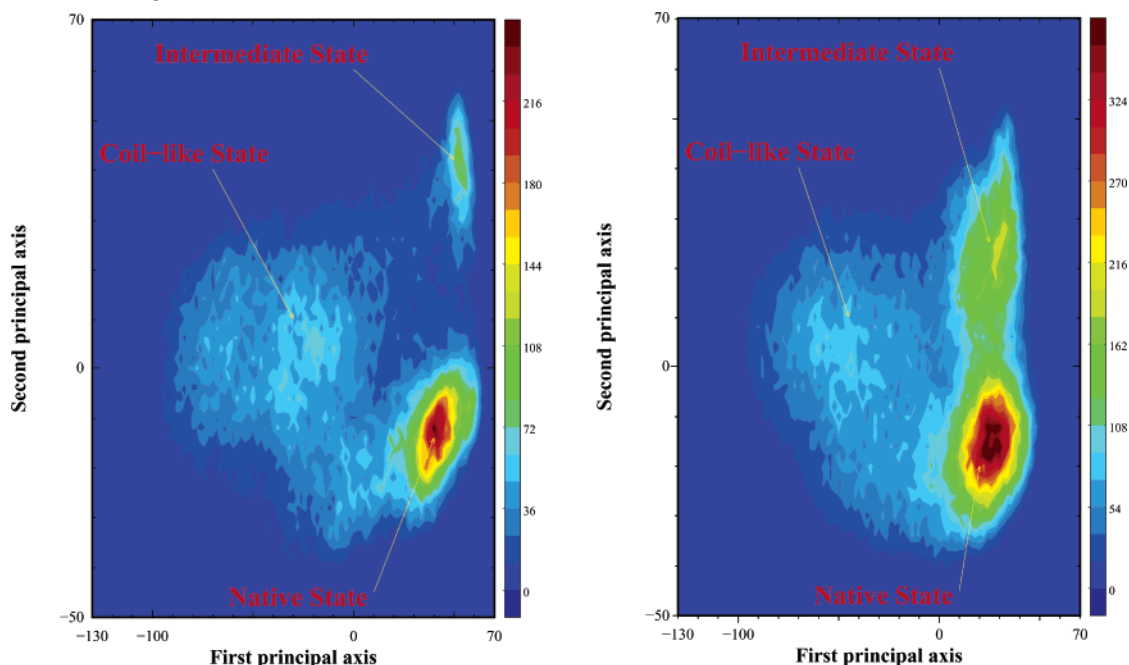 70
Intermediate State
Coil-like State
Native State
0
−50
−130
−100
0
70
Second principal axis
First principal axis
216
180
144
108
72
36
0
70
Intermediate State
Coil-like State
Native State
0
−50
−130
−100
0
70
Second principal axis
First principal axis
324
270
216
162
108
54
0